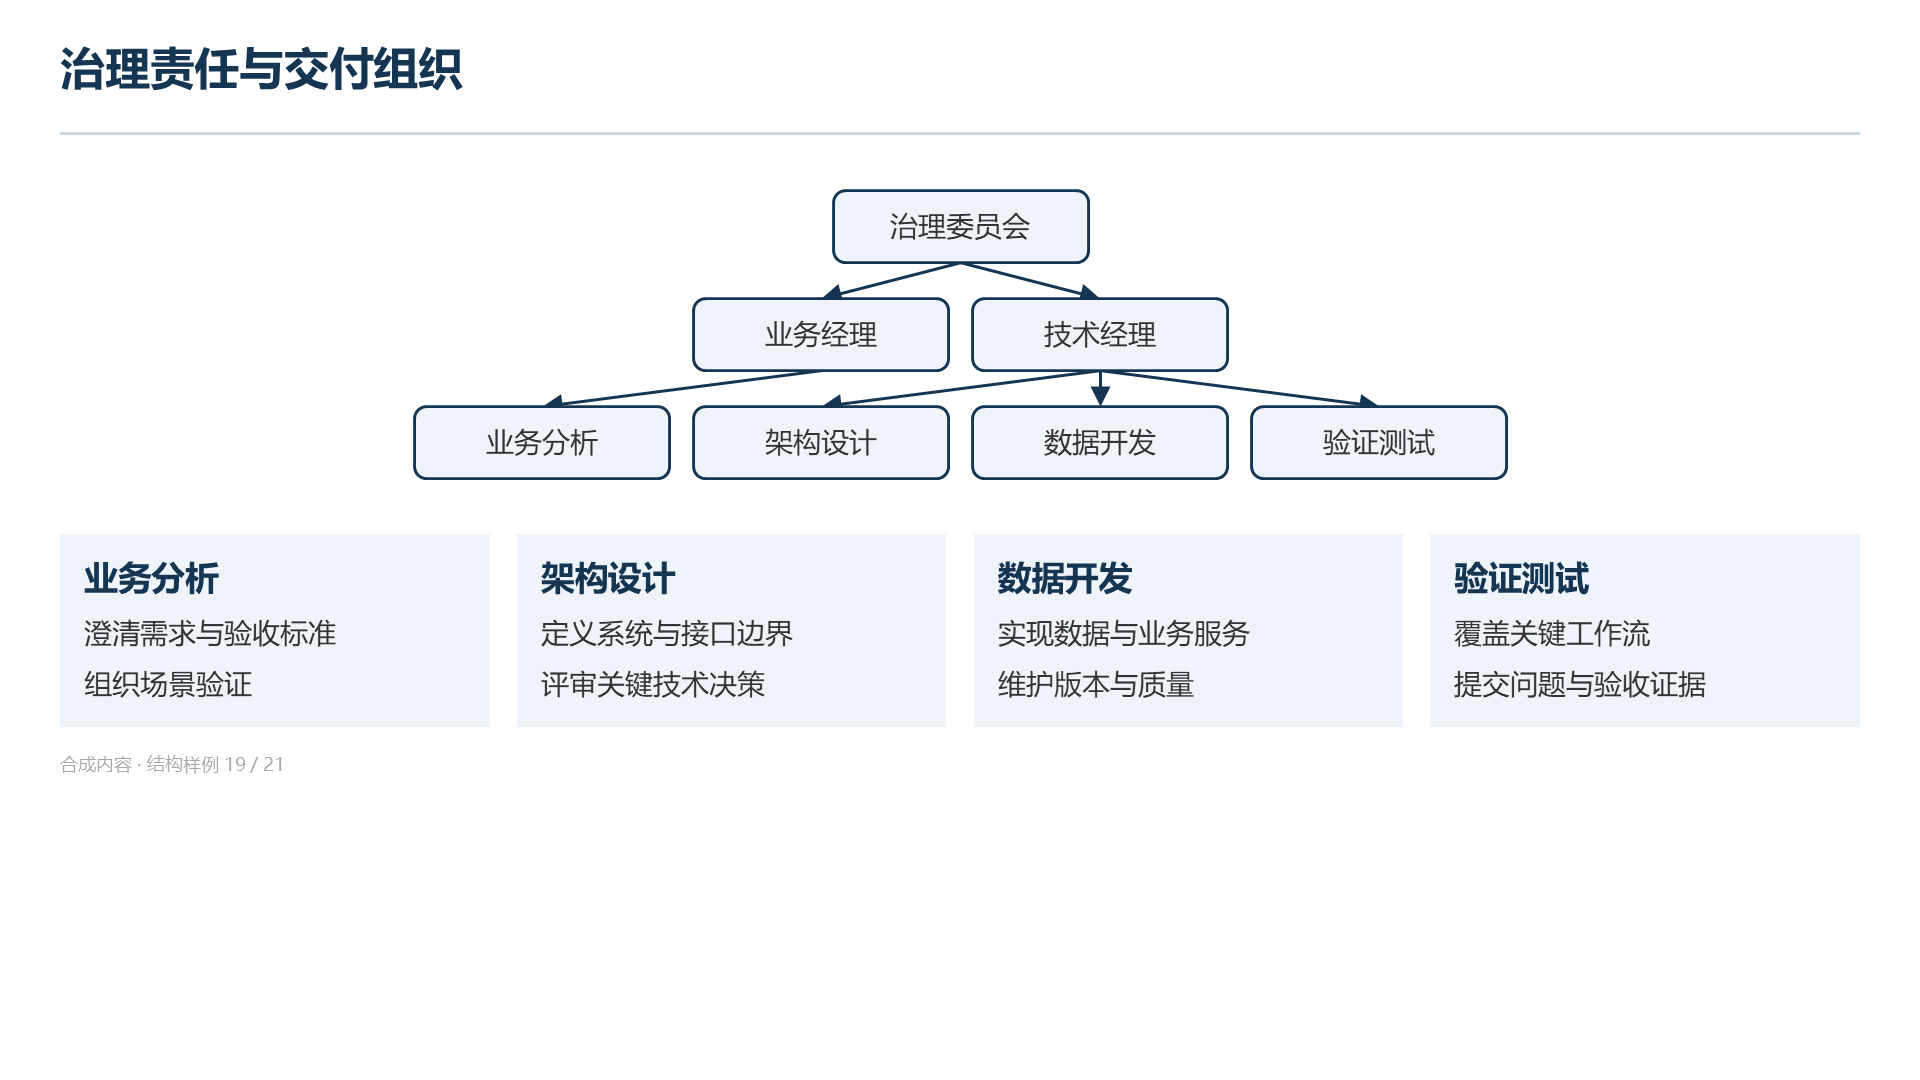 治理责任与交付组织
治理委员会
业务经理
技术经理
业务分析
架构设计
数据开发
验证测试
业务分析
澄清需求与验收标准
组织场景验证
架构设计
定义系统与接口边界
评审关键技术决策
数据开发
实现数据与业务服务
维护版本与质量
验证测试
覆盖关键工作流
提交问题与验收证据
合成内容 · 结构样例 19 / 21